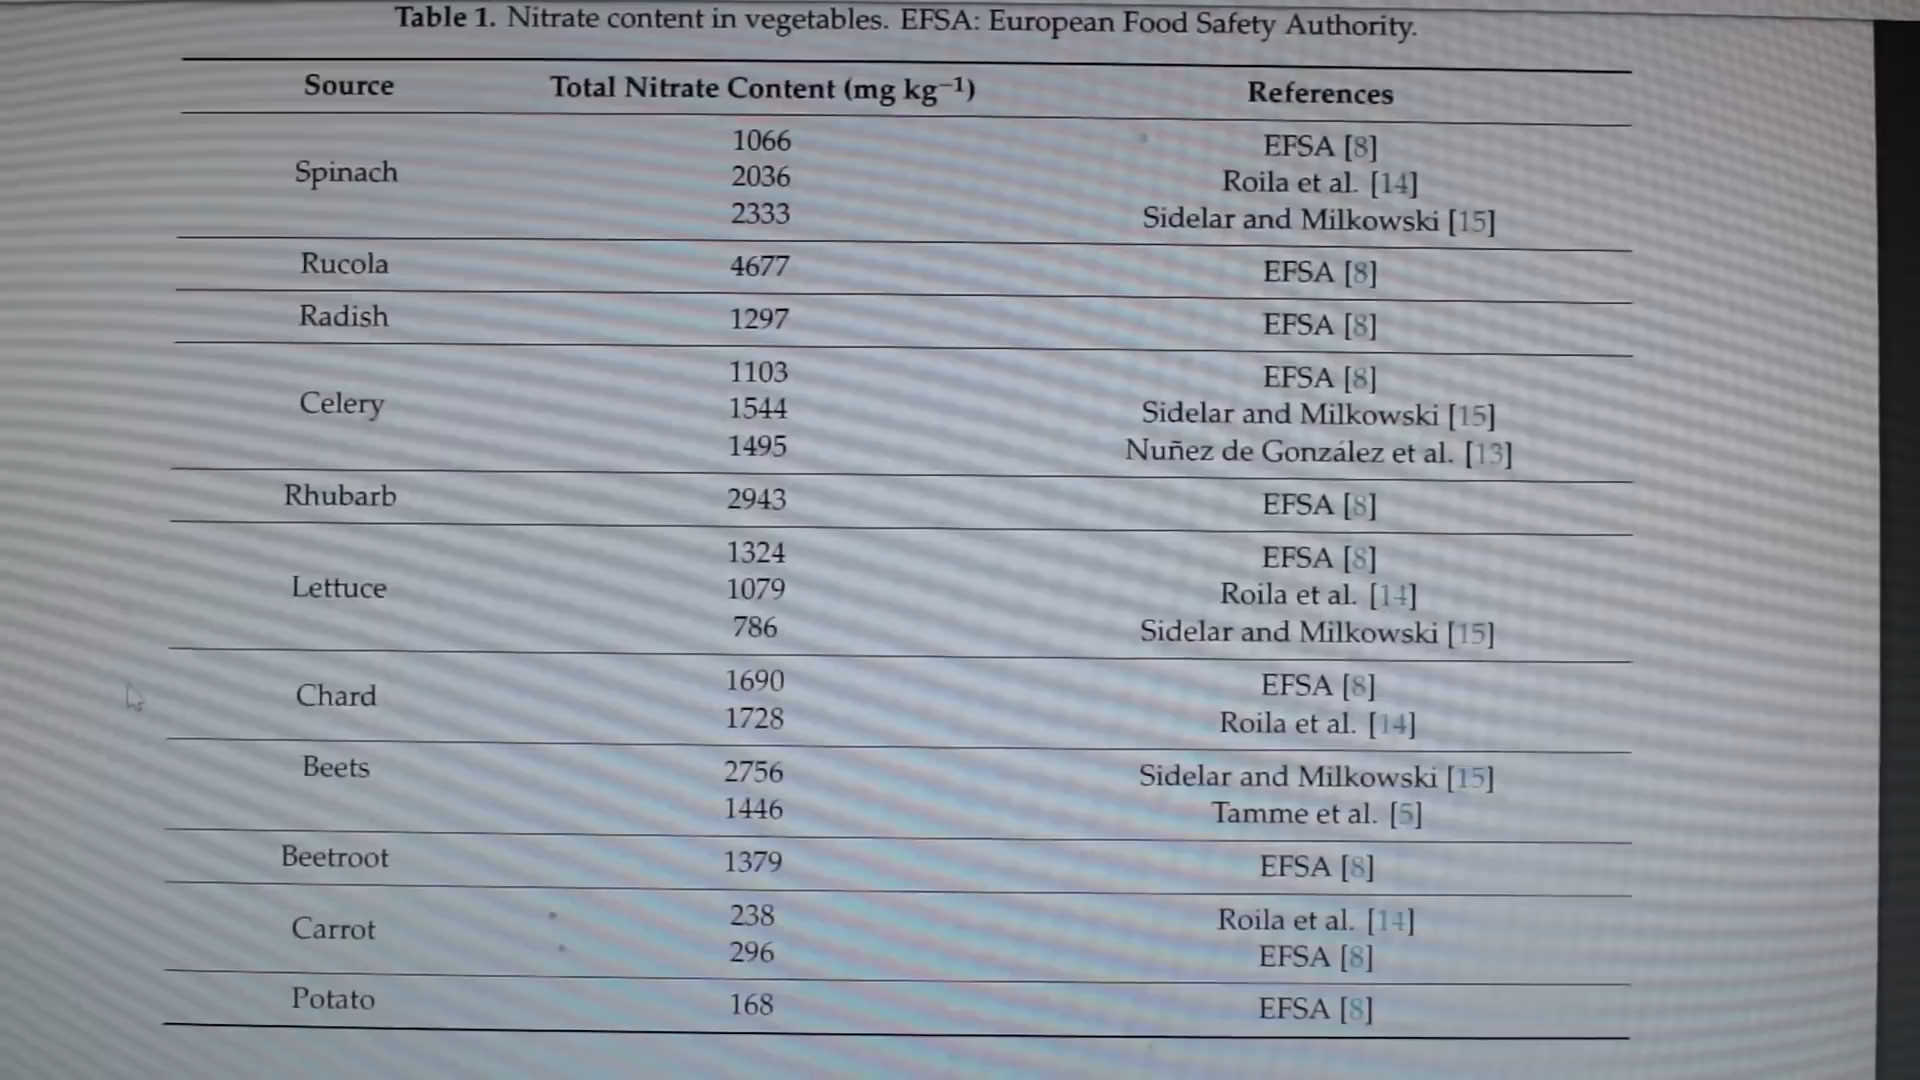 Table 1. Nitrate content in vegetables. EFSA: European Food Safety Authority.
Source Total Nitrate Content (mg kg⁻¹) References
Spinach
1066 EFSA [8]
2036 Roila et al. [14]
2333 Sidelar and Milkowski [15]
Rucola 4677 EFSA [8]
Radish 1297 EFSA [8]
Celery
1103 EFSA [8]
1544 Sidelar and Milkowski [15]
1495 Nuñez de González et al. [13]
Rhubarb 2943 EFSA [8]
Lettuce
1324 EFSA [8]
1079 Roila et al. [14]
786 Sidelar and Milkowski [15]
Chard
1690 EFSA [8]
1728 Roila et al. [14]
Beets
2756 Sidelar and Milkowski [15]
1446 Tamme et al. [5]
Beetroot 1379 EFSA [8]
Carrot
238 Roila et al. [14]
296 EFSA [8]
Potato 168 EFSA [8]